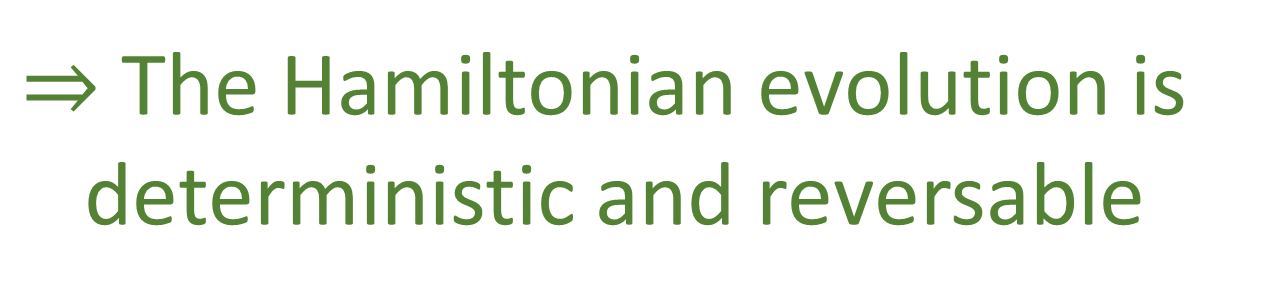 ⇒ The Hamiltonian evolution is
deterministic and reversable